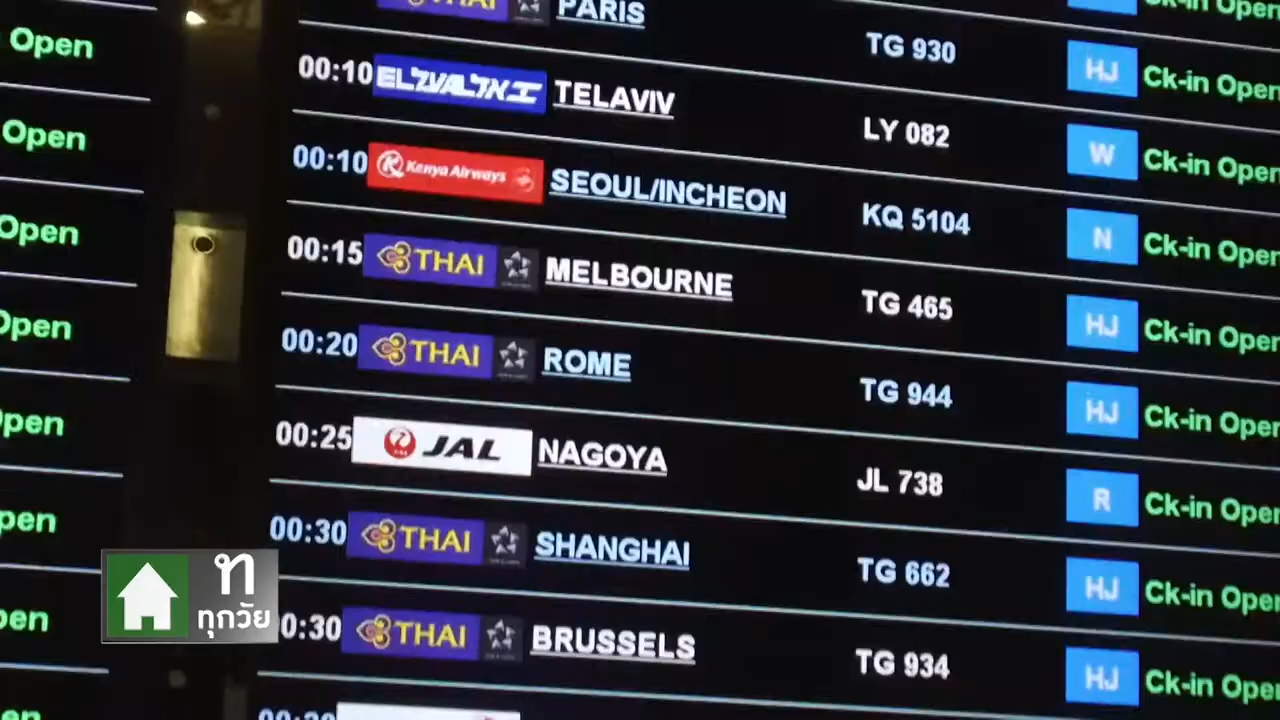 Open
Open
Open
Open
Open
Open
Open
PARIS TG 930 HJ Ck-in Open
00:10 ELALאל על TELAVIV LY 082 W Ck-in Open
00:10 Kenya Airways SEOUL/INCHEON KQ 5104 N Ck-in Open
00:15 THAI MELBOURNE TG 465 HJ Ck-in Open
00:20 THAI ROME TG 944 HJ Ck-in Open
00:25 JAL NAGOYA JL 738 R Ck-in Open
00:30 THAI SHANGHAI TG 662 HJ Ck-in Open
0:30 THAI BRUSSELS TG 934 HJ Ck-in Open
ท
ทุกวัย